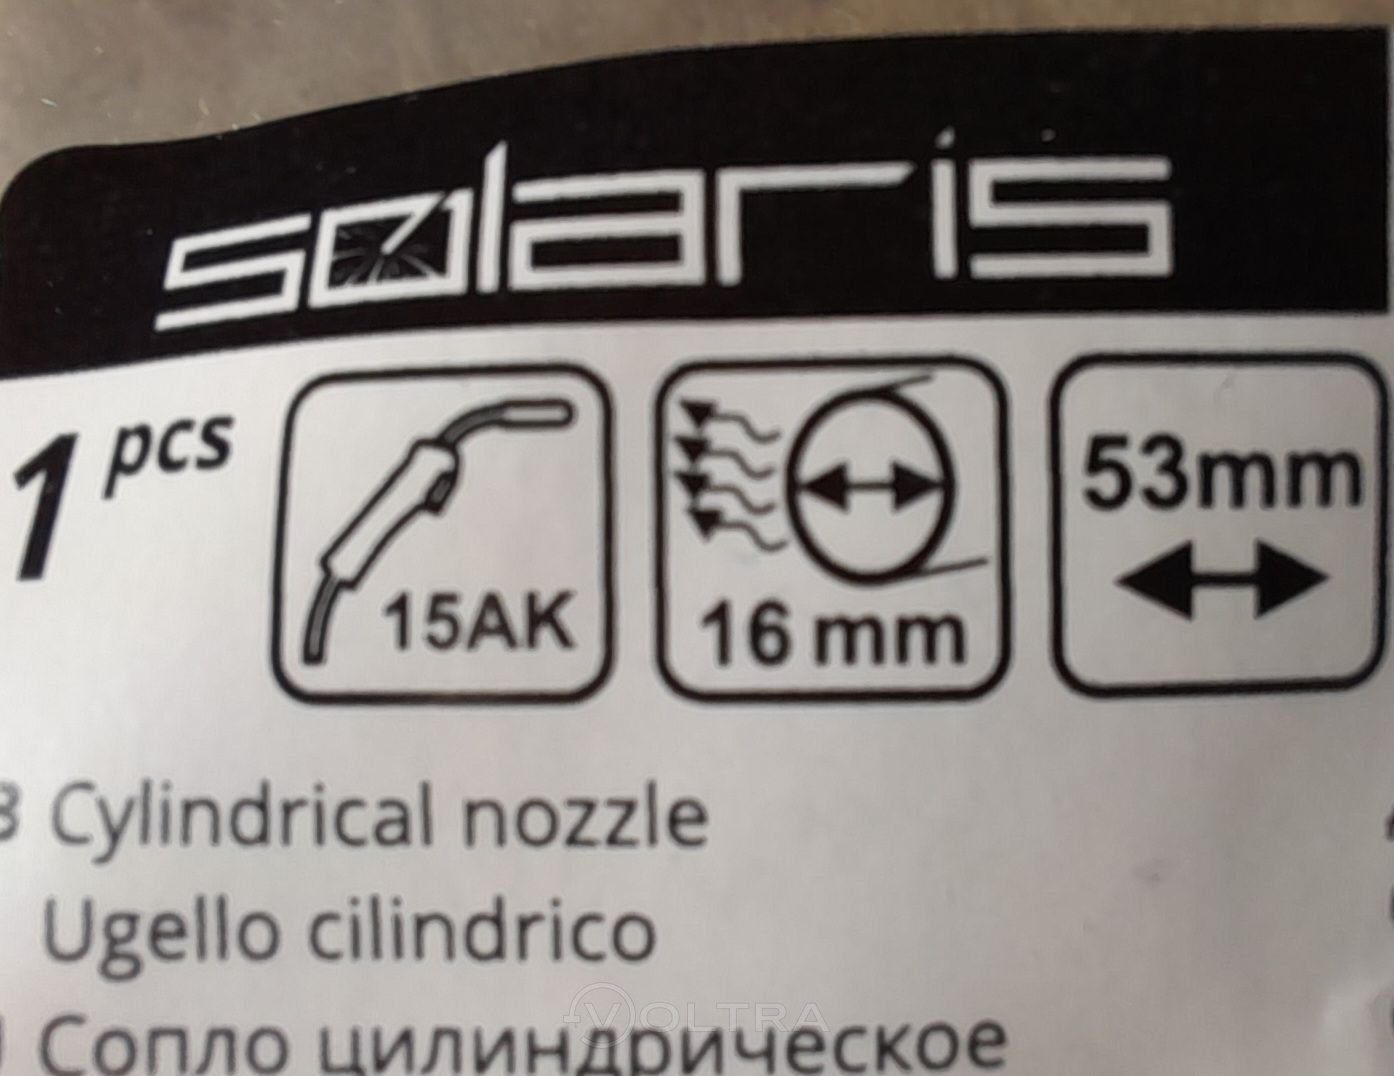 solaris
1 pcs
15AK
16 mm
53mm
Cylindrical nozzle
Ugello cilindrico
VOLTRA
Сопло цилиндрическое